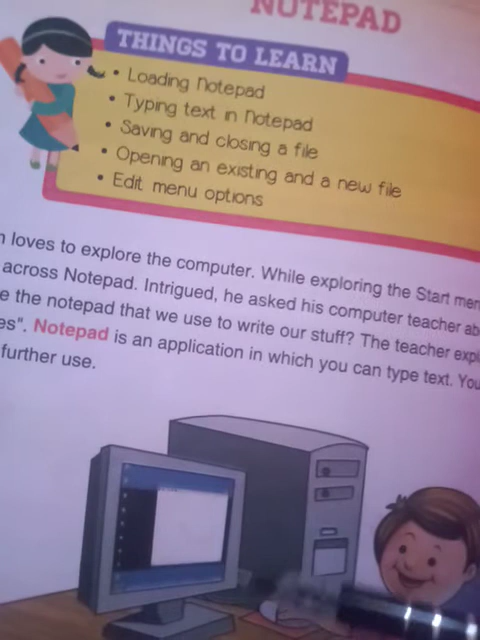 NOTEPAD
THINGS TO LEARN
• Loading Notepad
• Typing text in Notepad
• Saving and closing a file
• Opening an existing and a new file
• Edit menu options
loves to explore the computer. While exploring the Start
across Notepad. Intrigued, he asked his computer teacher
the notepad that we use to write our stuff? The teacher
Notepad is an application in which you can type text.
further use.